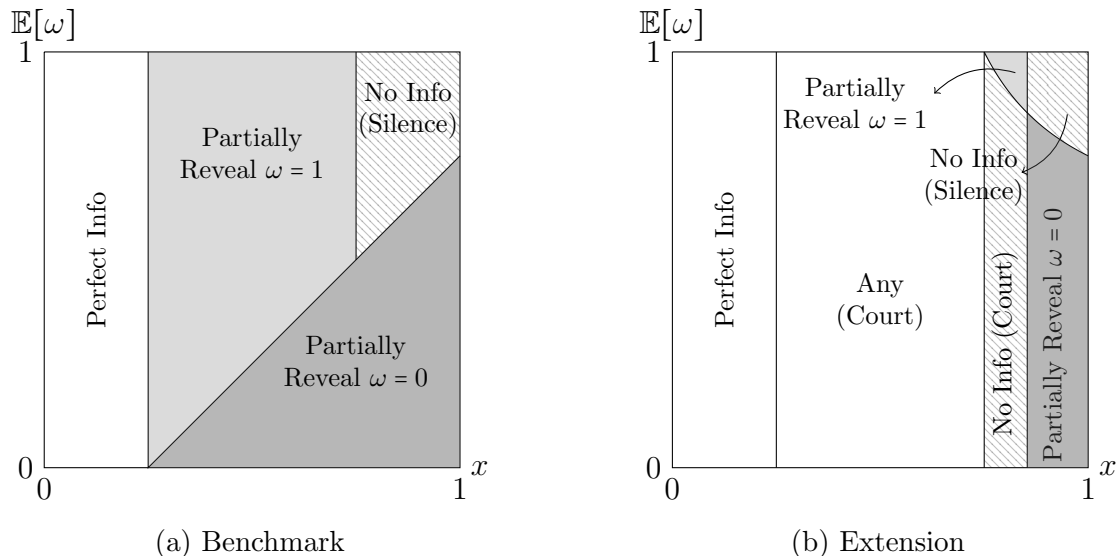 𝔼[ω]
1
Perfect Info
Partially
Reveal ω = 1
No Info
(Silence)
Partially
Reveal ω = 0
0
x
0
1
(a) Benchmark
𝔼[ω]
1
Perfect Info
Any
(Court)
Partially
Reveal ω = 1
No Info
(Silence)
No Info (Court)
Partially Reveal ω = 0
0
x
0
1
(b) Extension